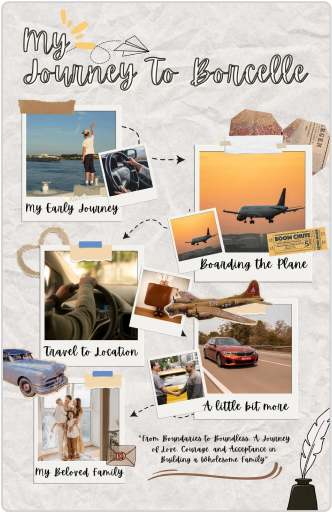 My
Journey To Borcelle
My Early Journey
BOOM CHUTE
Boarding the Plane
Travel to Location
A little bit more
My Beloved Family
"From Boundaries to Boundless: A Journey
of Love, Courage, and Acceptance in
Building a Wholesome Family"